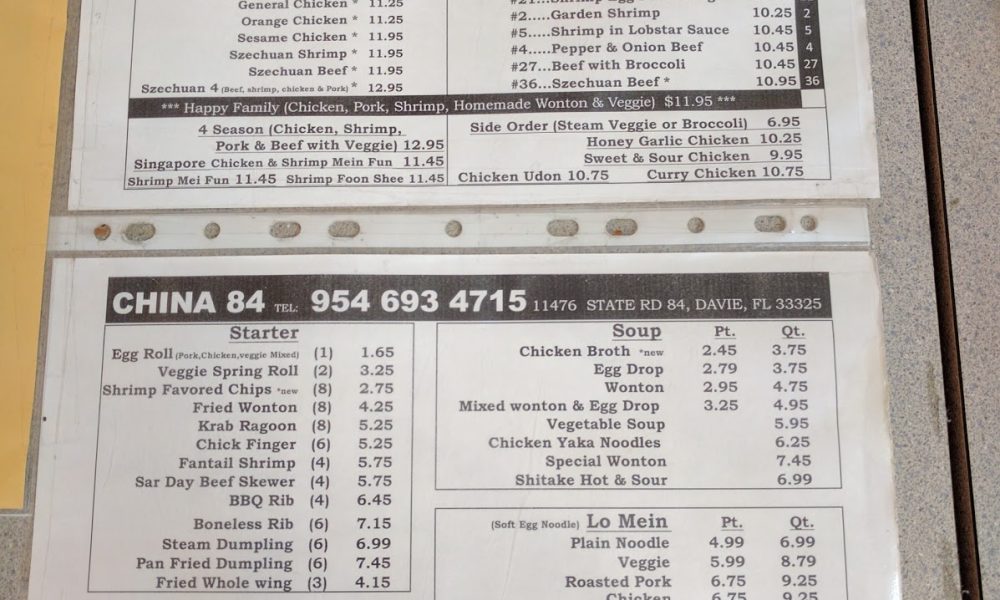 General Chicken * 11.25
Orange Chicken * 11.25
Sesame Chicken * 11.95
Szechuan Shrimp * 11.95
Szechuan Beef * 11.95
Szechuan 4 (Beef, shrimp, chicken & Pork) * 12.95
#2.....Garden Shrimp 10.25 2
#5.....Shrimp in Lobstar Sauce 10.45 5
#4.....Pepper & Onion Beef 10.45 4
#27...Beef with Broccoli 10.45 27
#36...Szechuan Beef * 10.95 36
*** Happy Family (Chicken, Pork, Shrimp, Homemade Wonton & Veggie) $11.95 ***
4 Season (Chicken, Shrimp,
Pork & Beef with Veggie) 12.95
Singapore Chicken & Shrimp Mein Fun 11.45
Shrimp Mei Fun 11.45 Shrimp Foon Shee 11.45
Side Order (Steam Veggie or Broccoli) 6.95
Honey Garlic Chicken 10.25
Sweet & Sour Chicken 9.95
Chicken Udon 10.75 Curry Chicken 10.75
CHINA 84 TEL: 954 693 4715 11476 STATE RD 84, DAVIE, FL 33325
Starter
Egg Roll (Pork,Chicken,veggie Mixed) (1) 1.65
Veggie Spring Roll (2) 3.25
Shrimp Favored Chips *new (8) 2.75
Fried Wonton (8) 4.25
Krab Ragoon (8) 5.25
Chick Finger (6) 5.25
Fantail Shrimp (4) 5.75
Sar Day Beef Skewer (4) 5.75
BBQ Rib (4) 6.45
Boneless Rib (6) 7.15
Steam Dumpling (6) 6.99
Pan Fried Dumpling (6) 7.45
Fried Whole wing (3) 4.15
Soup Pt. Qt.
Chicken Broth *new 2.45 3.75
Egg Drop 2.79 3.75
Wonton 2.95 4.75
Mixed wonton & Egg Drop 3.25 4.95
Vegetable Soup 5.95
Chicken Yaka Noodles 6.25
Special Wonton 7.45
Shitake Hot & Sour 6.99
(Soft Egg Noodle) Lo Mein Pt. Qt.
Plain Noodle 4.99 6.99
Veggie 5.99 8.79
Roasted Pork 6.75 9.25
Chicken 6.75 9.25